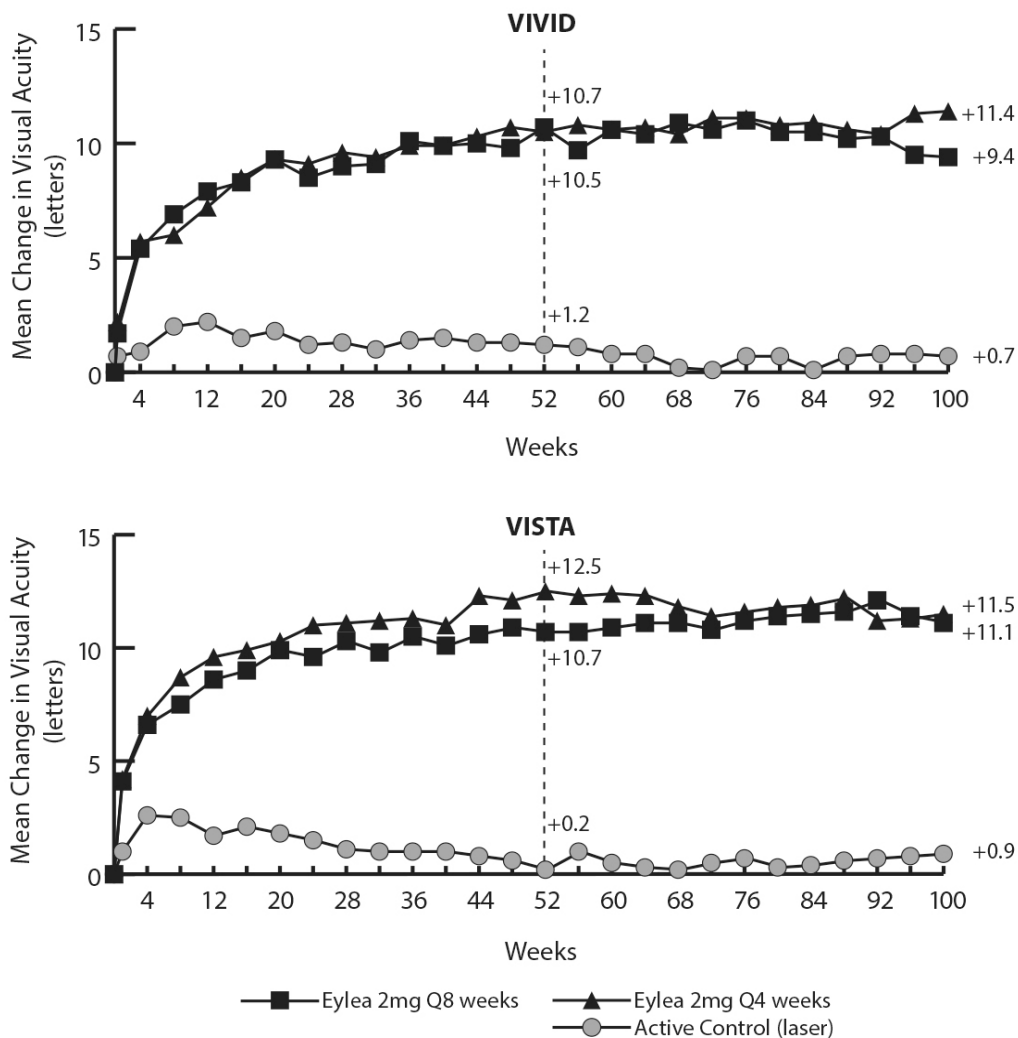 VIVID
15
10
5
0
Mean Change in Visual Acuity
(letters)
+10.7
+10.5
+1.2
+11.4
+9.4
+0.7
4 12 20 28 36 44 52 60 68 76 84 92 100
Weeks
VISTA
15
10
5
0
Mean Change in Visual Acuity
(letters)
+12.5
+10.7
+0.2
+11.5
+11.1
+0.9
4 12 20 28 36 44 52 60 68 76 84 92 100
Weeks
Eylea 2mg Q8 weeks
Eylea 2mg Q4 weeks
Active Control (laser)